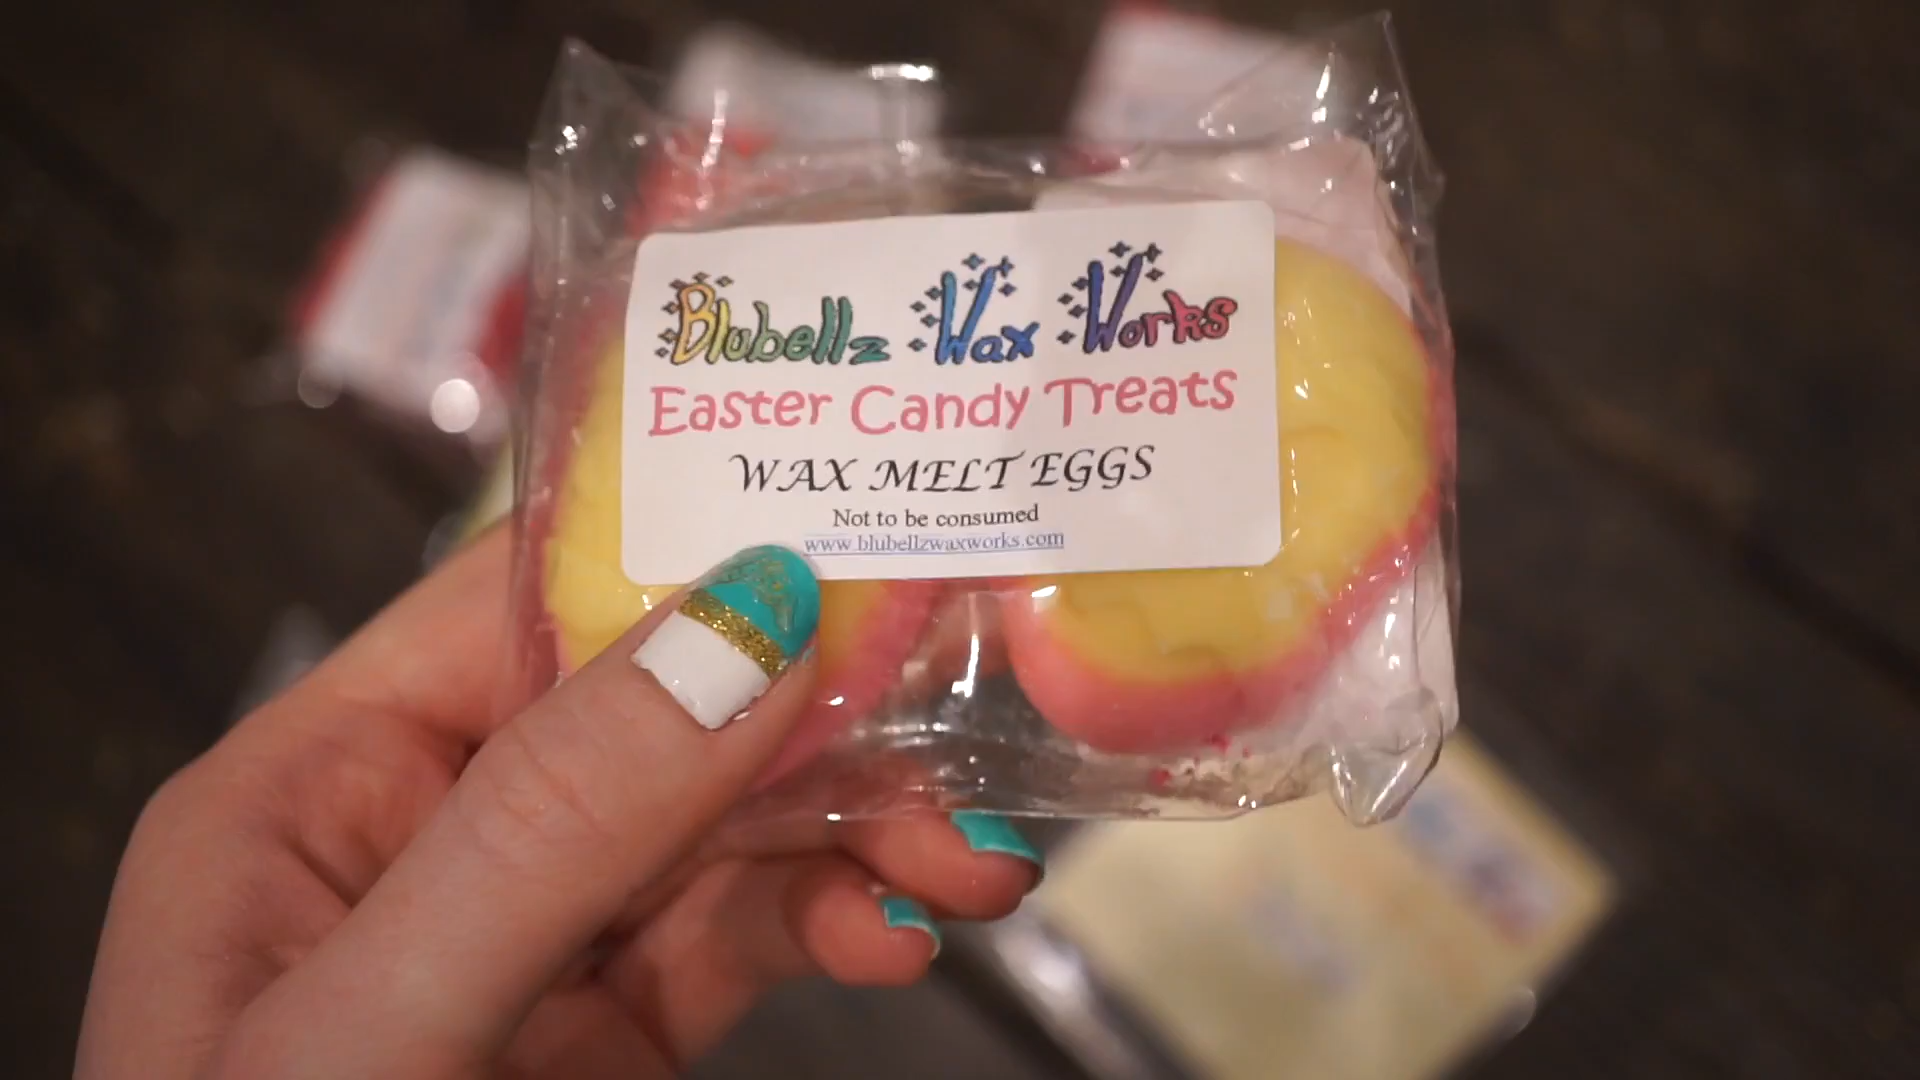 Blubellz Wax Works
Easter Candy Treats
WAX MELT EGGS
Not to be consumed
www.blubellzwaxworks.com